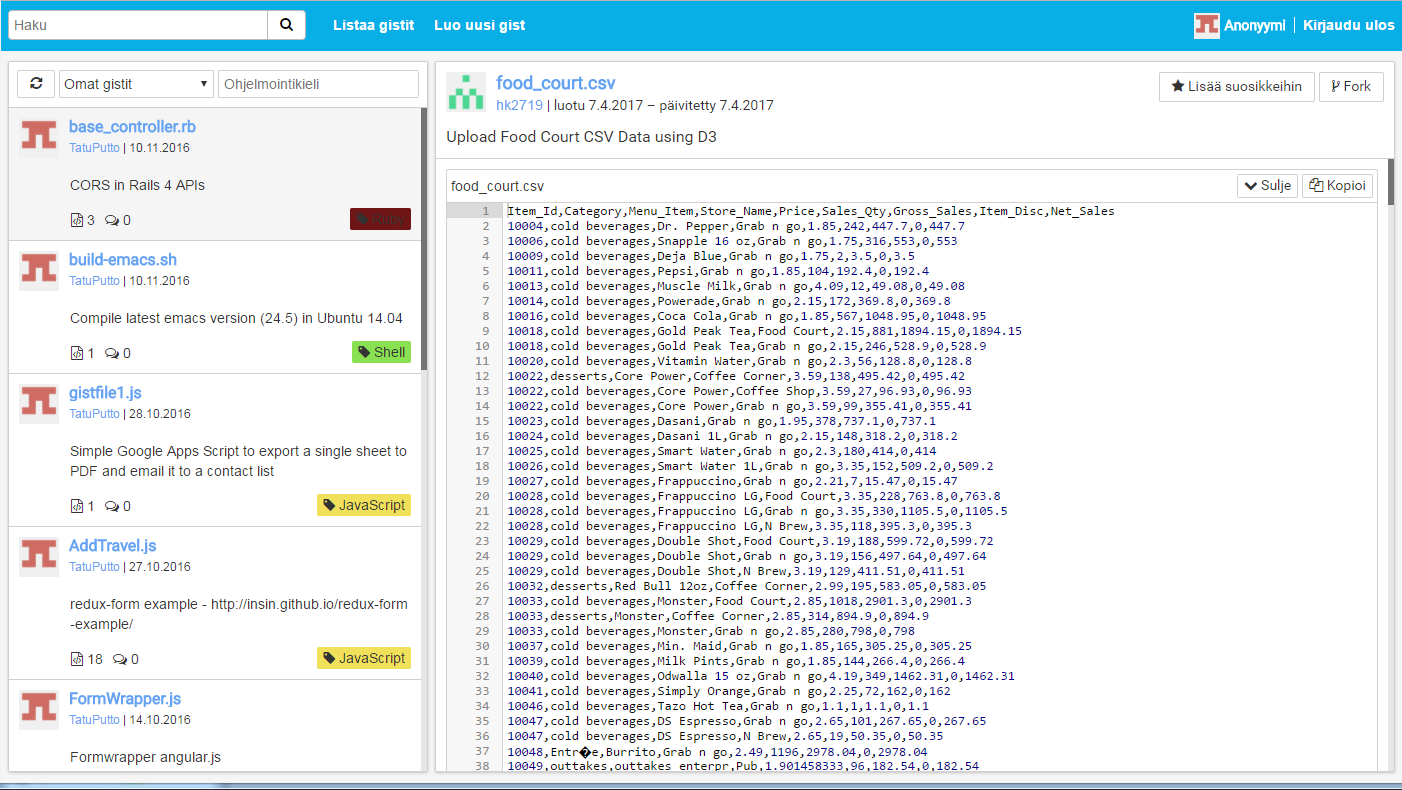 Haku
Listaa gistit
Luo uusi gist
Anonyymi | Kirjaudu ulos
Omat gistit
Ohjelmointikieli
base_controller.rb
TatuPutto | 10.11.2016
CORS in Rails 4 APIs
3 0
Ruby
build-emacs.sh
TatuPutto | 10.11.2016
Compile latest emacs version (24.5) in Ubuntu 14.04
1 0
Shell
gistfile1.js
TatuPutto | 28.10.2016
Simple Google Apps Script to export a single sheet to
PDF and email it to a contact list
1 0
JavaScript
AddTravel.js
TatuPutto | 27.10.2016
redux-form example - http://insin.github.io/redux-form
-example/
18 0
JavaScript
FormWrapper.js
TatuPutto | 14.10.2016
Formwrapper angular.js
food_court.csv
hk2719 | luotu 7.4.2017 – päivitetty 7.4.2017
Lisää suosikkeihin
Fork
Upload Food Court CSV Data using D3
food_court.csv
Sulje
Kopioi
1 Item_Id,Category,Menu_Item,Store_Name,Price,Sales_Qty,Gross_Sales,Item_Disc,Net_Sales
2 10004,cold beverages,Dr. Pepper,Grab n go,1.85,242,447.7,0,447.7
3 10006,cold beverages,Snapple 16 oz,Grab n go,1.75,316,553,0,553
4 10009,cold beverages,Deja Blue,Grab n go,1.75,2,3.5,0,3.5
5 10011,cold beverages,Pepsi,Grab n go,1.85,104,192.4,0,192.4
6 10013,cold beverages,Muscle Milk,Grab n go,4.09,12,49.08,0,49.08
7 10014,cold beverages,Powerade,Grab n go,2.15,172,369.8,0,369.8
8 10016,cold beverages,Coca Cola,Grab n go,1.85,567,1048.95,0,1048.95
9 10018,cold beverages,Gold Peak Tea,Food Court,2.15,881,1894.15,0,1894.15
10 10018,cold beverages,Gold Peak Tea,Grab n go,2.15,246,528.9,0,528.9
11 10020,cold beverages,Vitamin Water,Grab n go,2.3,56,128.8,0,128.8
12 10022,desserts,Core Power,Coffee Corner,3.59,138,495.42,0,495.42
13 10022,cold beverages,Core Power,Coffee Shop,3.59,27,96.93,0,96.93
14 10022,cold beverages,Core Power,Grab n go,3.59,99,355.41,0,355.41
15 10023,cold beverages,Dasani,Grab n go,1.95,378,737.1,0,737.1
16 10024,cold beverages,Dasani 1L,Grab n go,2.15,148,318.2,0,318.2
17 10025,cold beverages,Smart Water,Grab n go,2.3,180,414,0,414
18 10026,cold beverages,Smart Water 1L,Grab n go,3.35,152,509.2,0,509.2
19 10027,cold beverages,Frappuccino,Grab n go,2.21,7,15.47,0,15.47
20 10028,cold beverages,Frappuccino LG,Food Court,3.35,228,763.8,0,763.8
21 10028,cold beverages,Frappuccino LG,Grab n go,3.35,330,1105.5,0,1105.5
22 10028,cold beverages,Frappuccino LG,N Brew,3.35,118,395.3,0,395.3
23 10029,cold beverages,Double Shot,Food Court,3.19,188,599.72,0,599.72
24 10029,cold beverages,Double Shot,Grab n go,3.19,156,497.64,0,497.64
25 10029,cold beverages,Double Shot,N Brew,3.19,129,411.51,0,411.51
26 10032,desserts,Red Bull 12oz,Coffee Corner,2.99,195,583.05,0,583.05
27 10033,cold beverages,Monster,Food Court,2.85,1018,2901.3,0,2901.3
28 10033,desserts,Monster,Coffee Corner,2.85,314,894.9,0,894.9
29 10033,cold beverages,Monster,Grab n go,2.85,280,798,0,798
30 10037,cold beverages,Min. Maid,Grab n go,1.85,165,305.25,0,305.25
31 10039,cold beverages,Milk Pints,Grab n go,1.85,144,266.4,0,266.4
32 10040,cold beverages,Odwalla 15 oz,Grab n go,4.19,349,1462.31,0,1462.31
33 10041,cold beverages,Simply Orange,Grab n go,2.25,72,162,0,162
34 10046,cold beverages,Tazo Hot Tea,Grab n go,1.1,1,1.1,0,1.1
35 10047,cold beverages,DS Espresso,Grab n go,2.65,101,267.65,0,267.65
36 10047,cold beverages,DS Espresso,N Brew,2.65,19,50.35,0,50.35
37 10048,Entr�e,Burrito,Grab n go,2.49,1196,2978.04,0,2978.04
38 10049,outtakes,outtakes enterpr,Pub,1.901458333,96,182.54,0,182.54